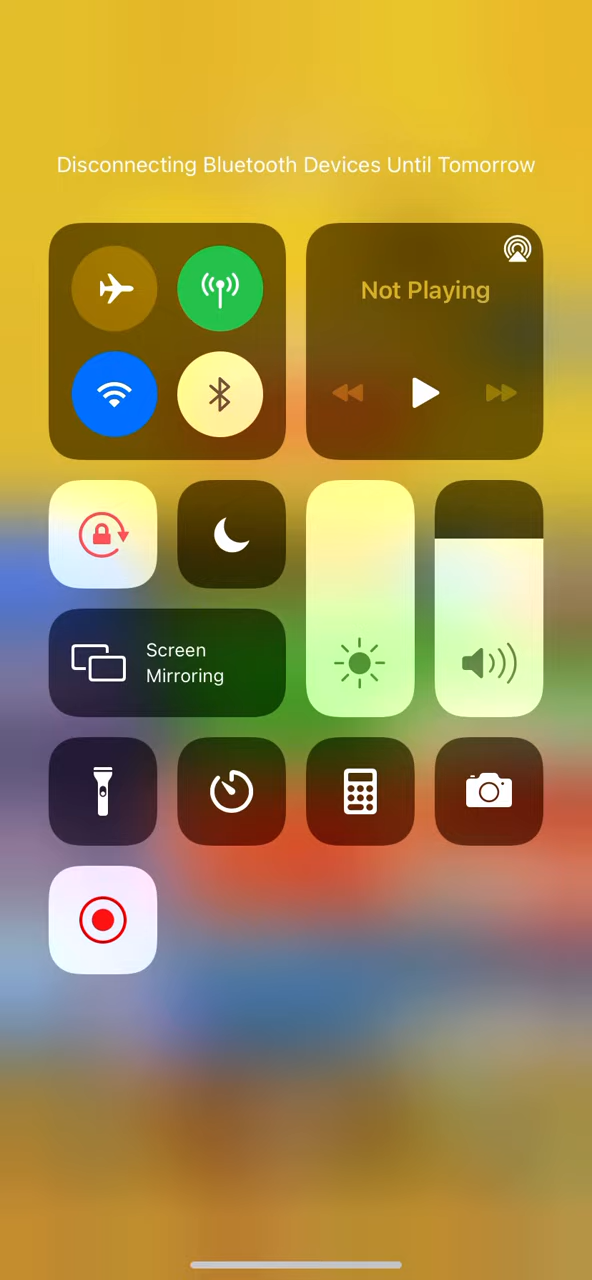 Disconnecting Bluetooth Devices Until Tomorrow
Not Playing
Screen
Mirroring